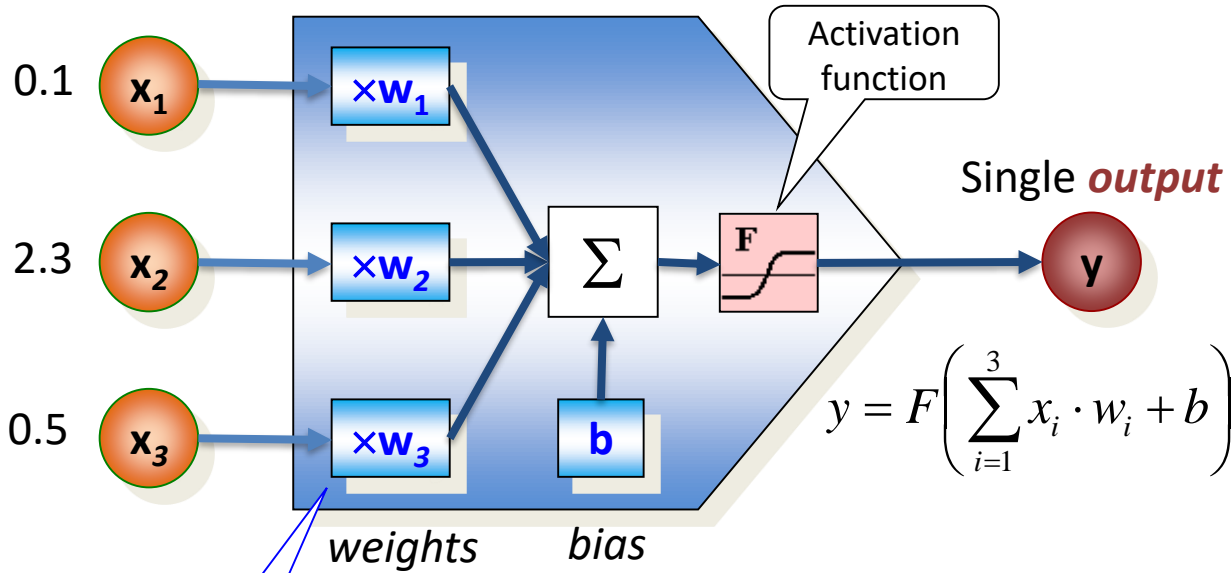 Activation
function
0.1 x₁ ×w₁
Single output
2.3 x₂ ×w₂ Σ F y
0.5 x₃ ×w₃ b
y = F(∑_{i=1}^{3} x_i · w_i + b)
weights bias